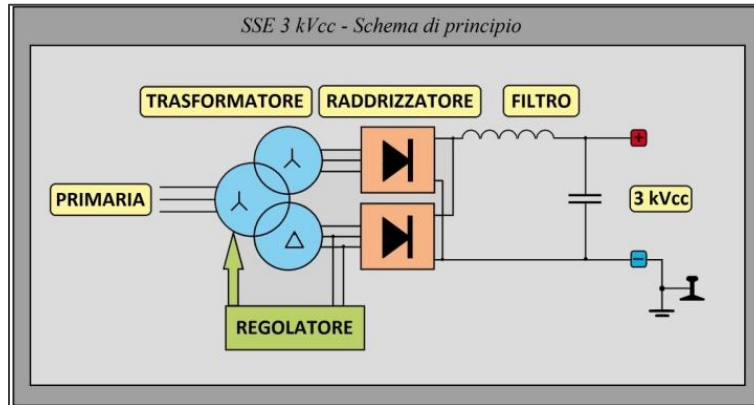 SSE 3 kVcc - Schema di principio
TRASFORMATORE
RADDRIZZATORE
FILTRO
PRIMARIA
+
3 kVcc
−
REGOLATORE